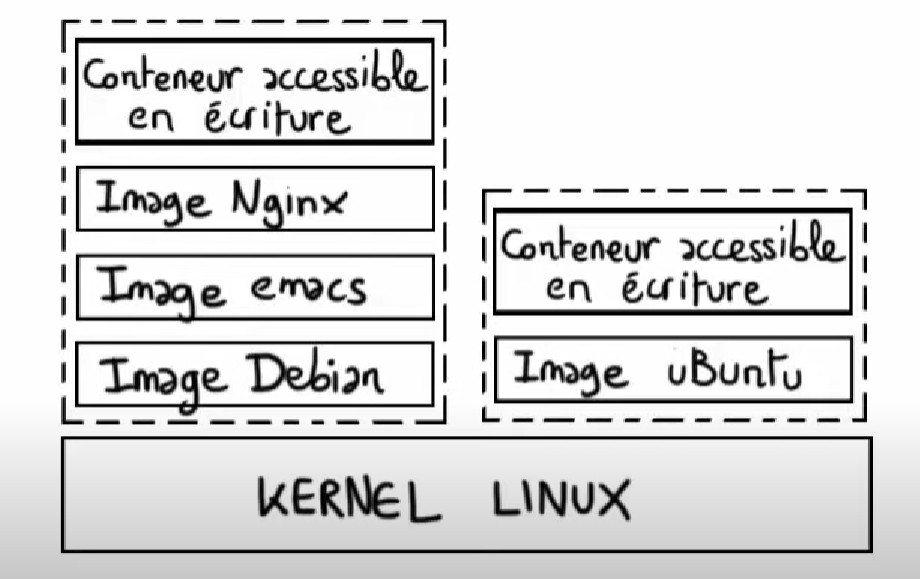 Conteneur accessible
en écriture
Image Nginx
Image emacs
Image Debian
Conteneur accessible
en écriture
Image uBuntu
KERNEL LINUX